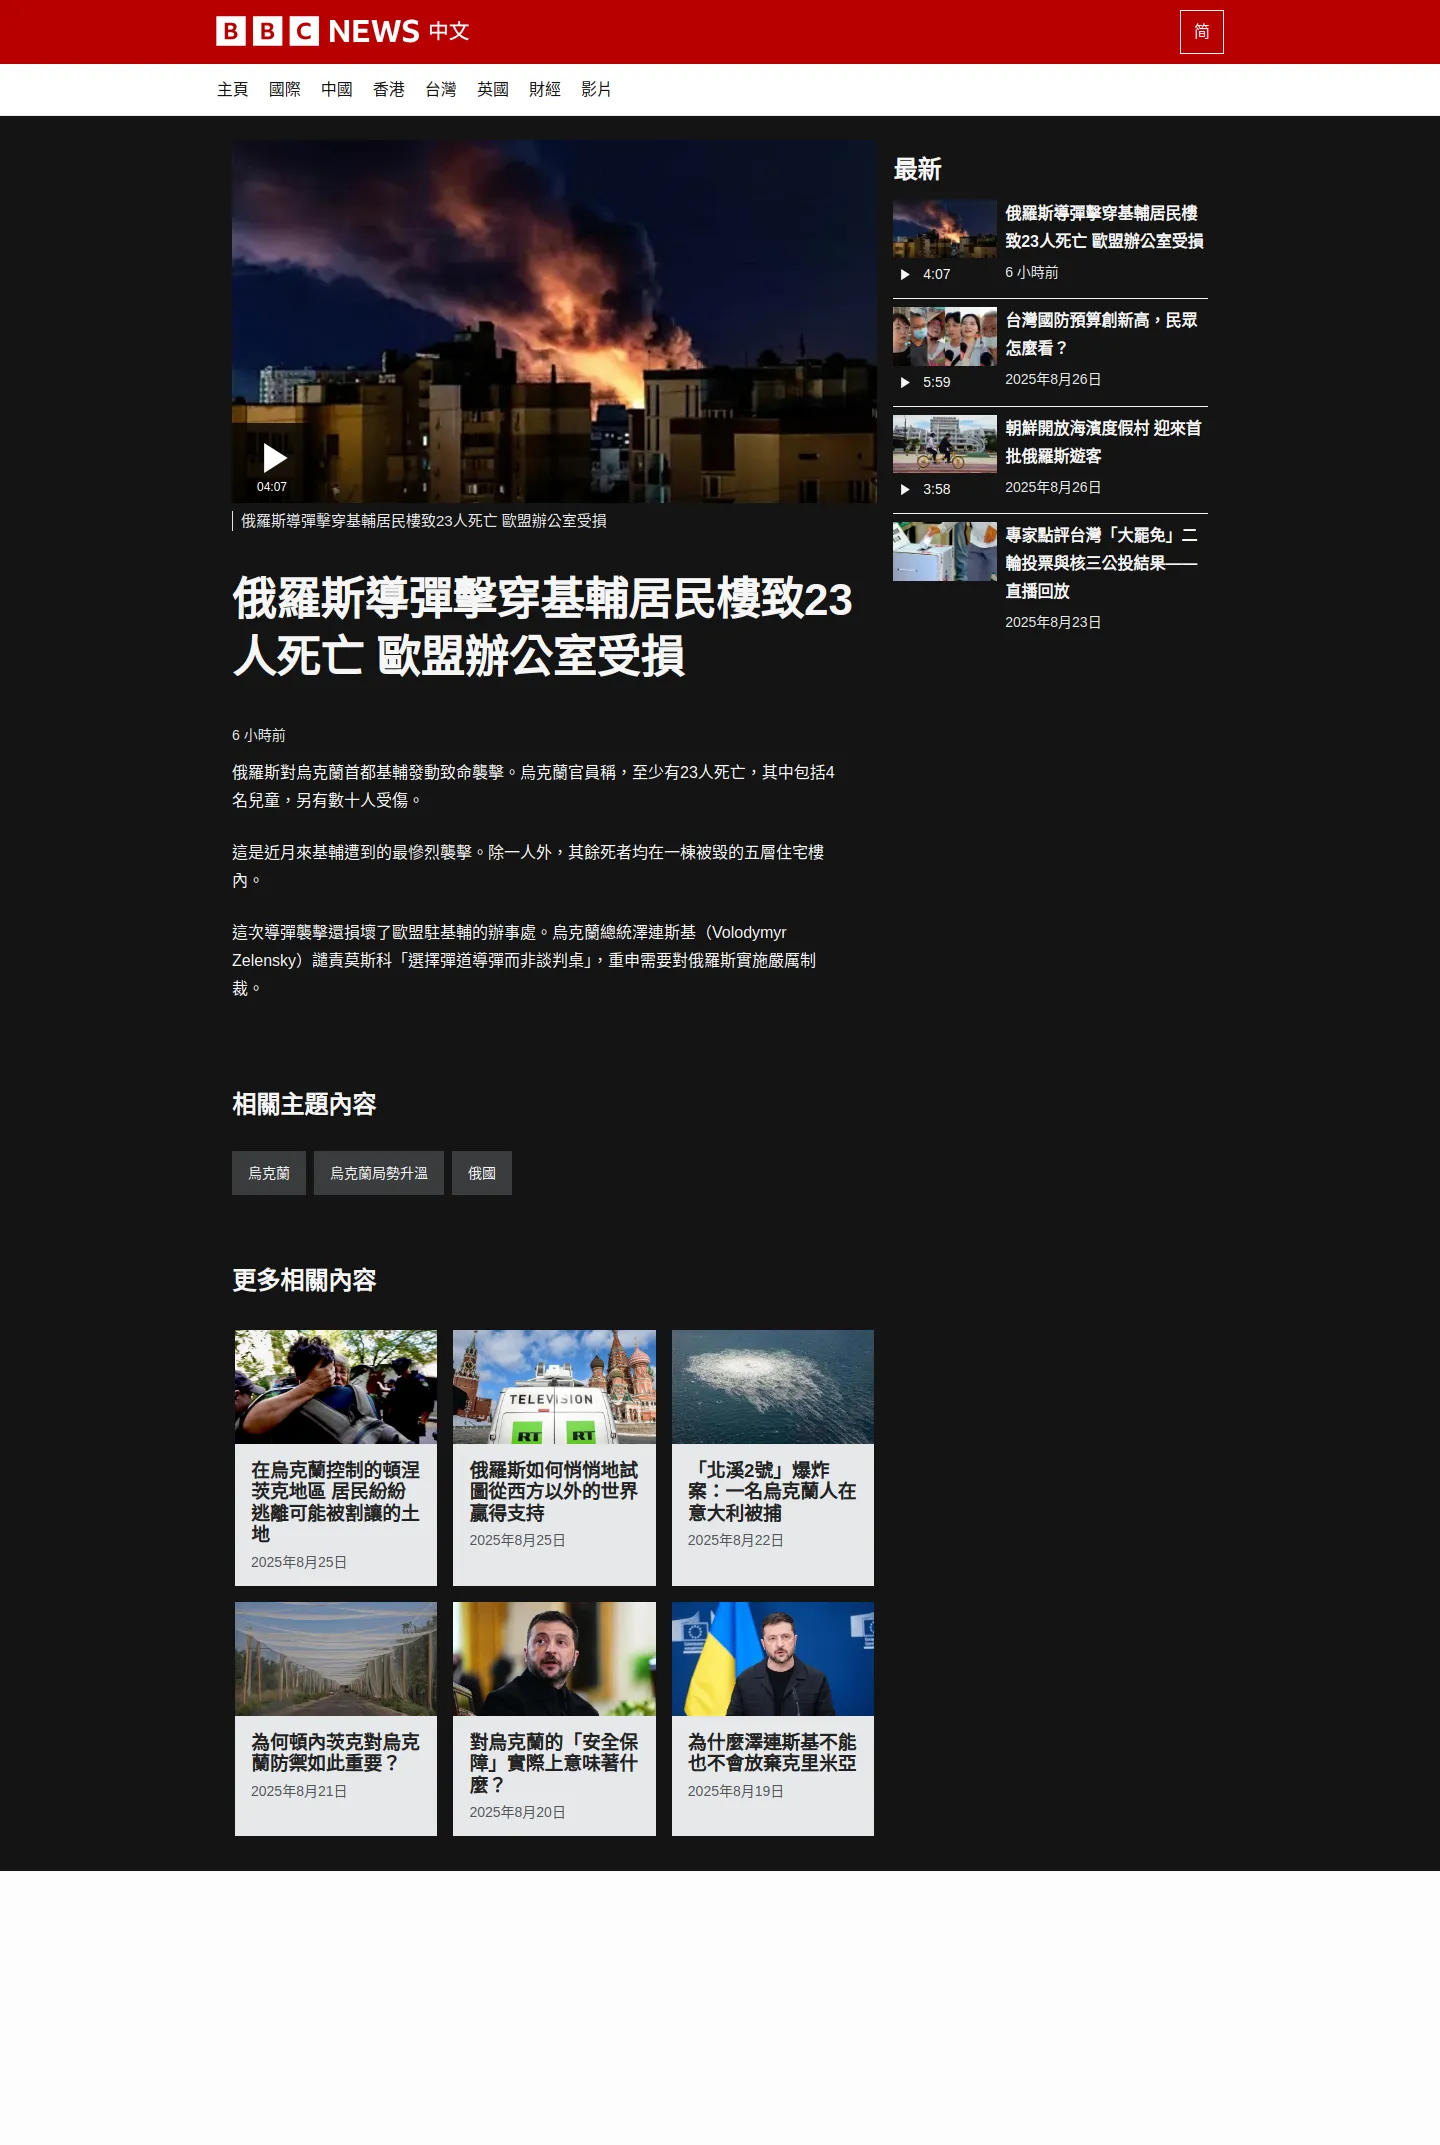 BBC NEWS 中文
简
主頁 國際 中國 香港 台灣 英國 財經 影片
04:07
俄羅斯導彈擊穿基輔居民樓致23人死亡 歐盟辦公室受損
俄羅斯導彈擊穿基輔居民樓致23
人死亡 歐盟辦公室受損
6 小時前
俄羅斯對烏克蘭首都基輔發動致命襲擊。烏克蘭官員稱，至少有23人死亡，其中包括4
名兒童，另有數十人受傷。
這是近月來基輔遭到的最慘烈襲擊。除一人外，其餘死者均在一棟被毀的五層住宅樓
內。
這次導彈襲擊還損壞了歐盟駐基輔的辦事處。烏克蘭總統澤連斯基（Volodymyr
Zelensky）譴責莫斯科「選擇彈道導彈而非談判桌」，重申需要對俄羅斯實施嚴厲制
裁。
最新
俄羅斯導彈擊穿基輔居民樓
致23人死亡 歐盟辦公室受損
4:07
6 小時前
台灣國防預算創新高，民眾
怎麼看？
5:59
2025年8月26日
朝鮮開放海濱度假村 迎來首
批俄羅斯遊客
3:58
2025年8月26日
專家點評台灣「大罷免」二
輪投票與核三公投結果——
直播回放
2025年8月23日
相關主題內容
烏克蘭
烏克蘭局勢升溫
俄國
更多相關內容
在烏克蘭控制的頓涅
茨克地區 居民紛紛
逃離可能被割讓的土
地
2025年8月25日
TELEVISION
RT RT
俄羅斯如何悄悄地試
圖從西方以外的世界
贏得支持
2025年8月25日
「北溪2號」爆炸
案：一名烏克蘭人在
意大利被捕
2025年8月22日
為何頓內茨克對烏克
蘭防禦如此重要？
2025年8月21日
對烏克蘭的「安全保
障」實際上意味著什
麼？
2025年8月20日
為什麼澤連斯基不能
也不會放棄克里米亞
2025年8月19日